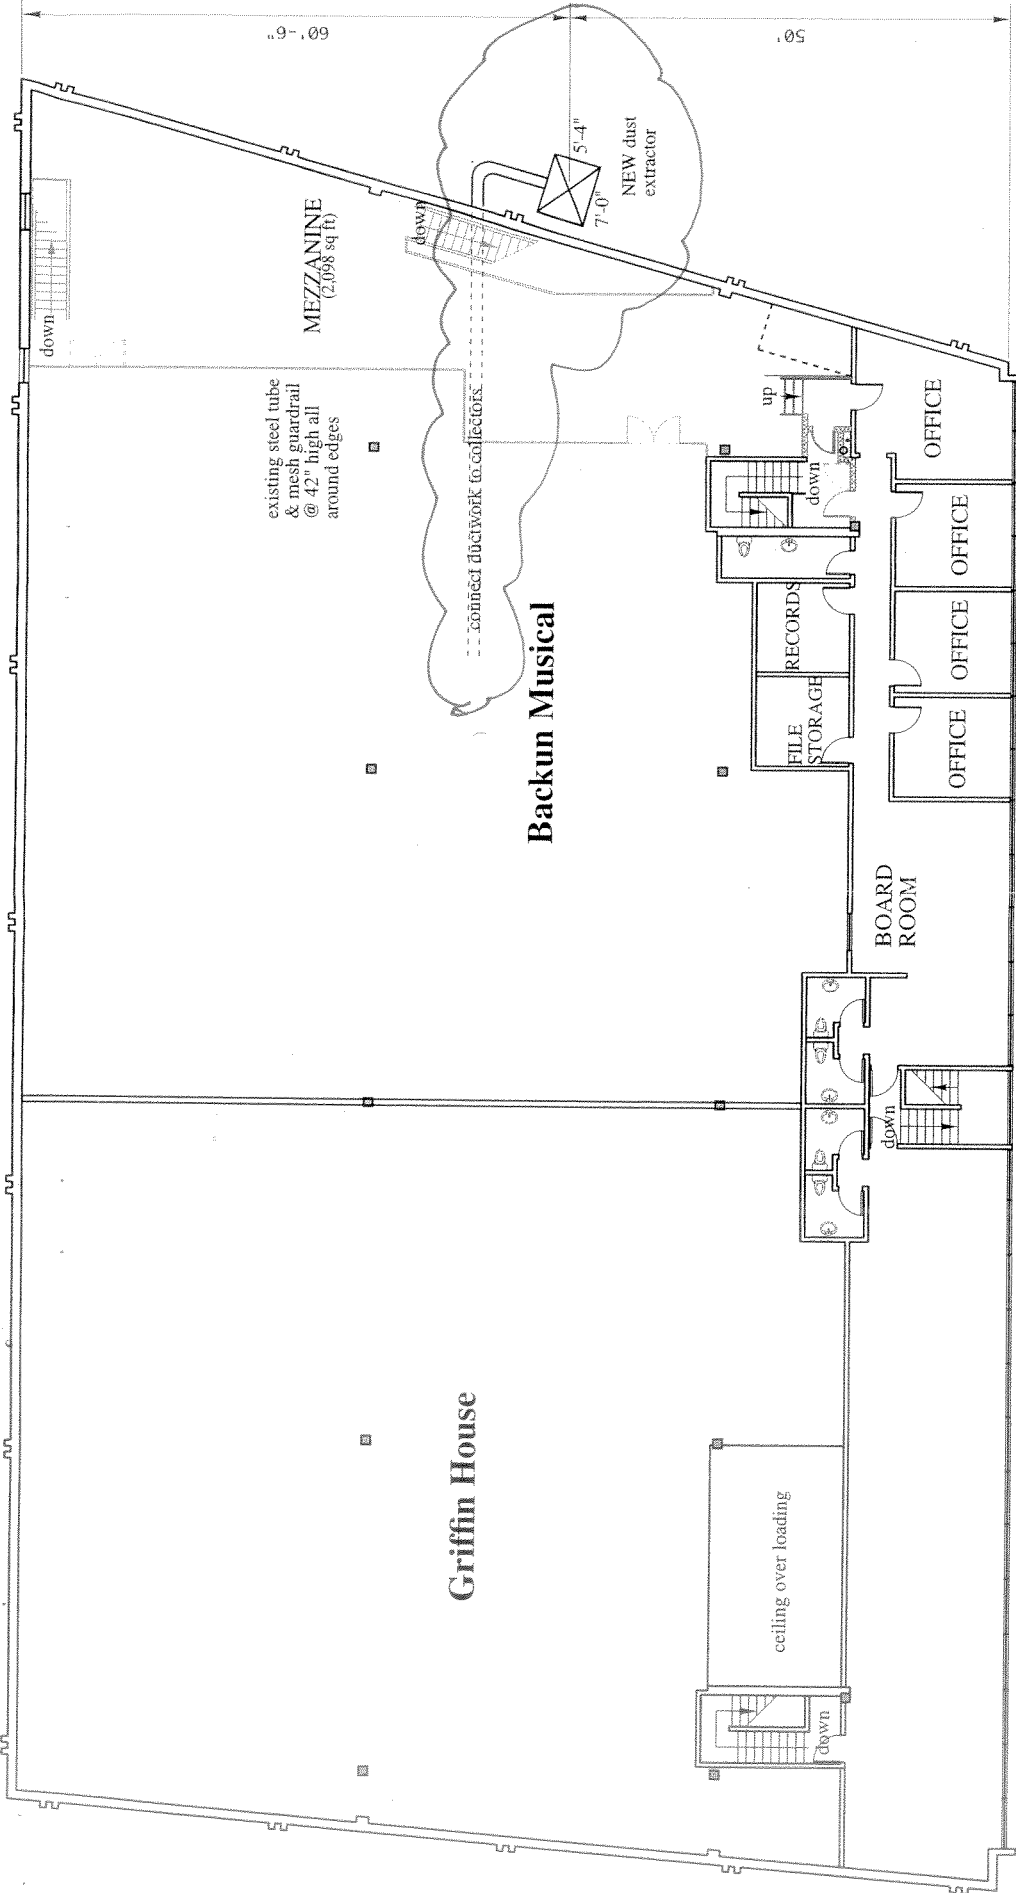 60'-6"
50'
5'-4"
7'-0"
NEW dust
extractor
down
MEZZANINE
(2,098 sq ft)
down
existing steel tube
& mesh guardrail
@ 42" high all
around edges
connect ductwork to collectors
up
down
OFFICE
OFFICE
OFFICE
OFFICE
RECORDS
FILE
STORAGE
Backun Musical
BOARD
ROOM
down
Griffin House
ceiling over loading
down